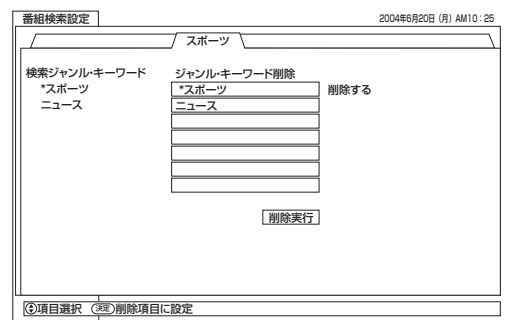 番組検索設定
2004年6月20日 (月) AM10：25
スポーツ
検索ジャンル・キーワード
ジャンル・キーワード削除
*スポーツ
*スポーツ
削除する
ニュース
ニュース
削除実行
項目選択 決定 削除項目に設定